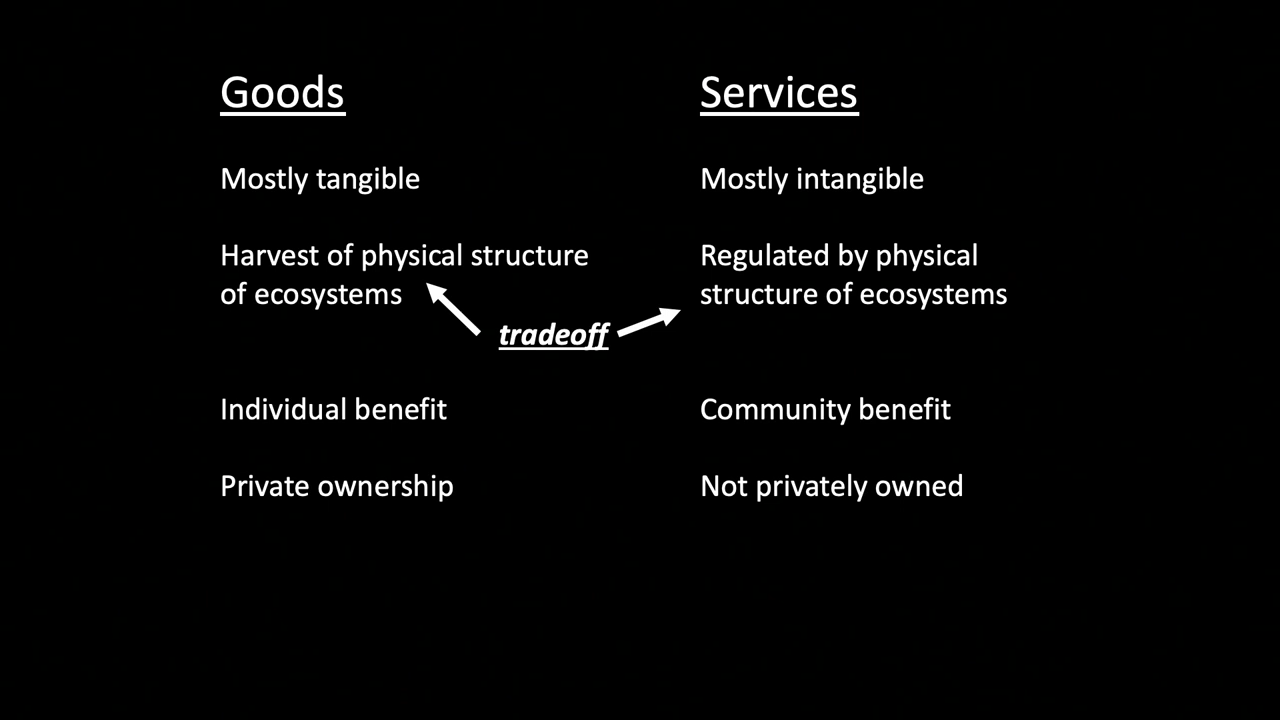 Goods
Services
Mostly tangible
Mostly intangible
Harvest of physical structure
of ecosystems
Regulated by physical
structure of ecosystems
tradeoff
Individual benefit
Community benefit
Private ownership
Not privately owned